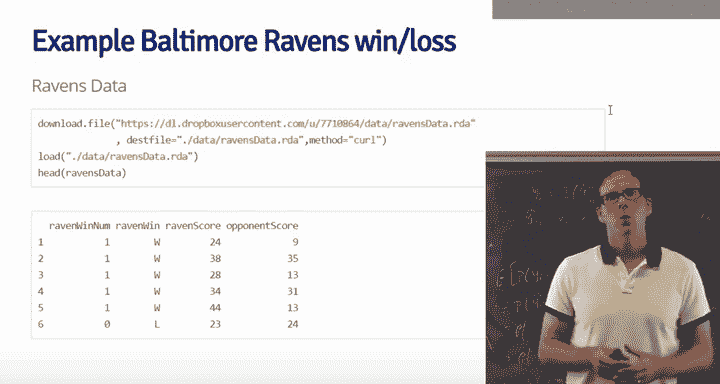 Example Baltimore Ravens win/loss
Ravens Data
download.file("https://dl.dropboxusercontent.com/u/7710864/data/ravensData.rda"
, destfile="./data/ravensData.rda",method="curl")
load("./data/ravensData.rda")
head(ravensData)
ravenWinNum ravenWin ravenScore opponentScore
1 1 W 24 9
2 1 W 38 35
3 1 W 28 13
4 1 W 34 31
5 1 W 44 13
6 0 L 23 24